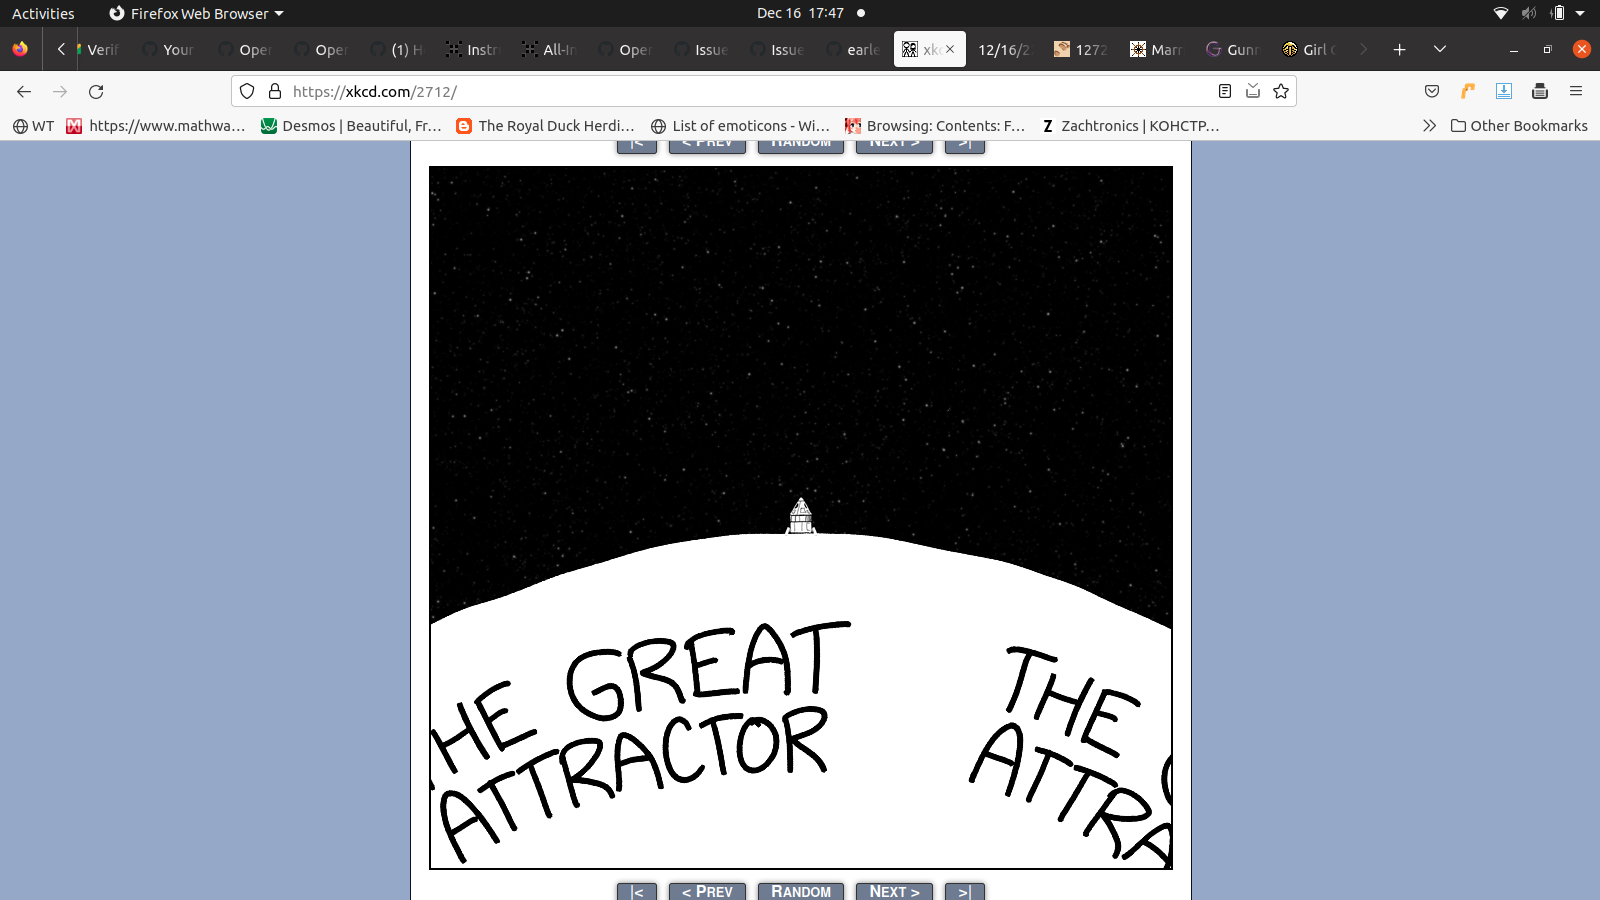 Activities
Firefox Web Browser
Dec 16 17:47
Verif
Your
Oper
Oper
(1) H
Instr
All-In
Oper
Issue
Issue
earle
xkc
12/16/2
1272
Marr
Gunn
Girl G
https://xkcd.com/2712/
WT
https://www.mathwa…
Desmos | Beautiful, Fr…
The Royal Duck Herdi…
List of emoticons - Wi…
Browsing: Contents: F…
Zachtronics | КОНСТР…
Other Bookmarks
|<
< PREV
RANDOM
NEXT >
>|
HE GREAT
ATTRACTOR
THE
ATTRA
|<
< PREV
RANDOM
NEXT >
>|